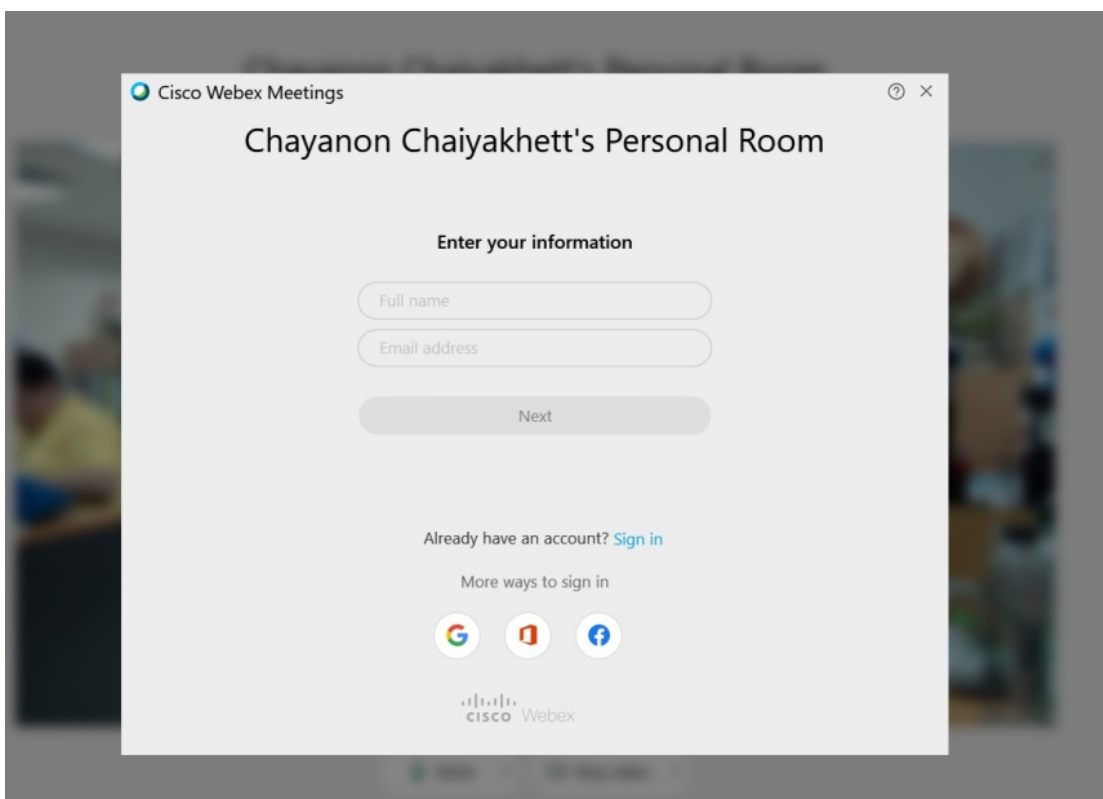 Cisco Webex Meetings
Chayanon Chaiyakhett's Personal Room
Enter your information
Full name
Email address
Next
Already have an account? Sign in
More ways to sign in
CISCO Webex